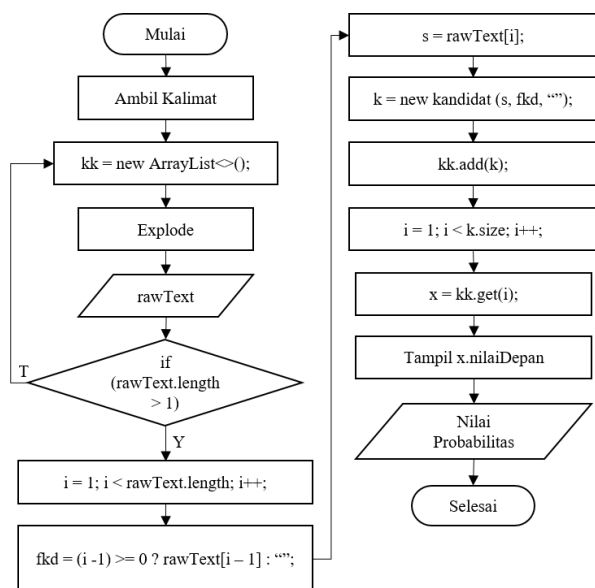 Mulai
Ambil Kalimat
kk = new ArrayList<>();
Explode
rawText
if
(rawText.length
> 1)
T
Y
i = 1; i < rawText.length; i++;
fkd = (i -1) >= 0 ? rawText[i – 1] : “”;
s = rawText[i];
k = new kandidat (s, fkd, “”);
kk.add(k);
i = 1; i < k.size; i++;
x = kk.get(i);
Tampil x.nilaiDepan
Nilai
Probabilitas
Selesai